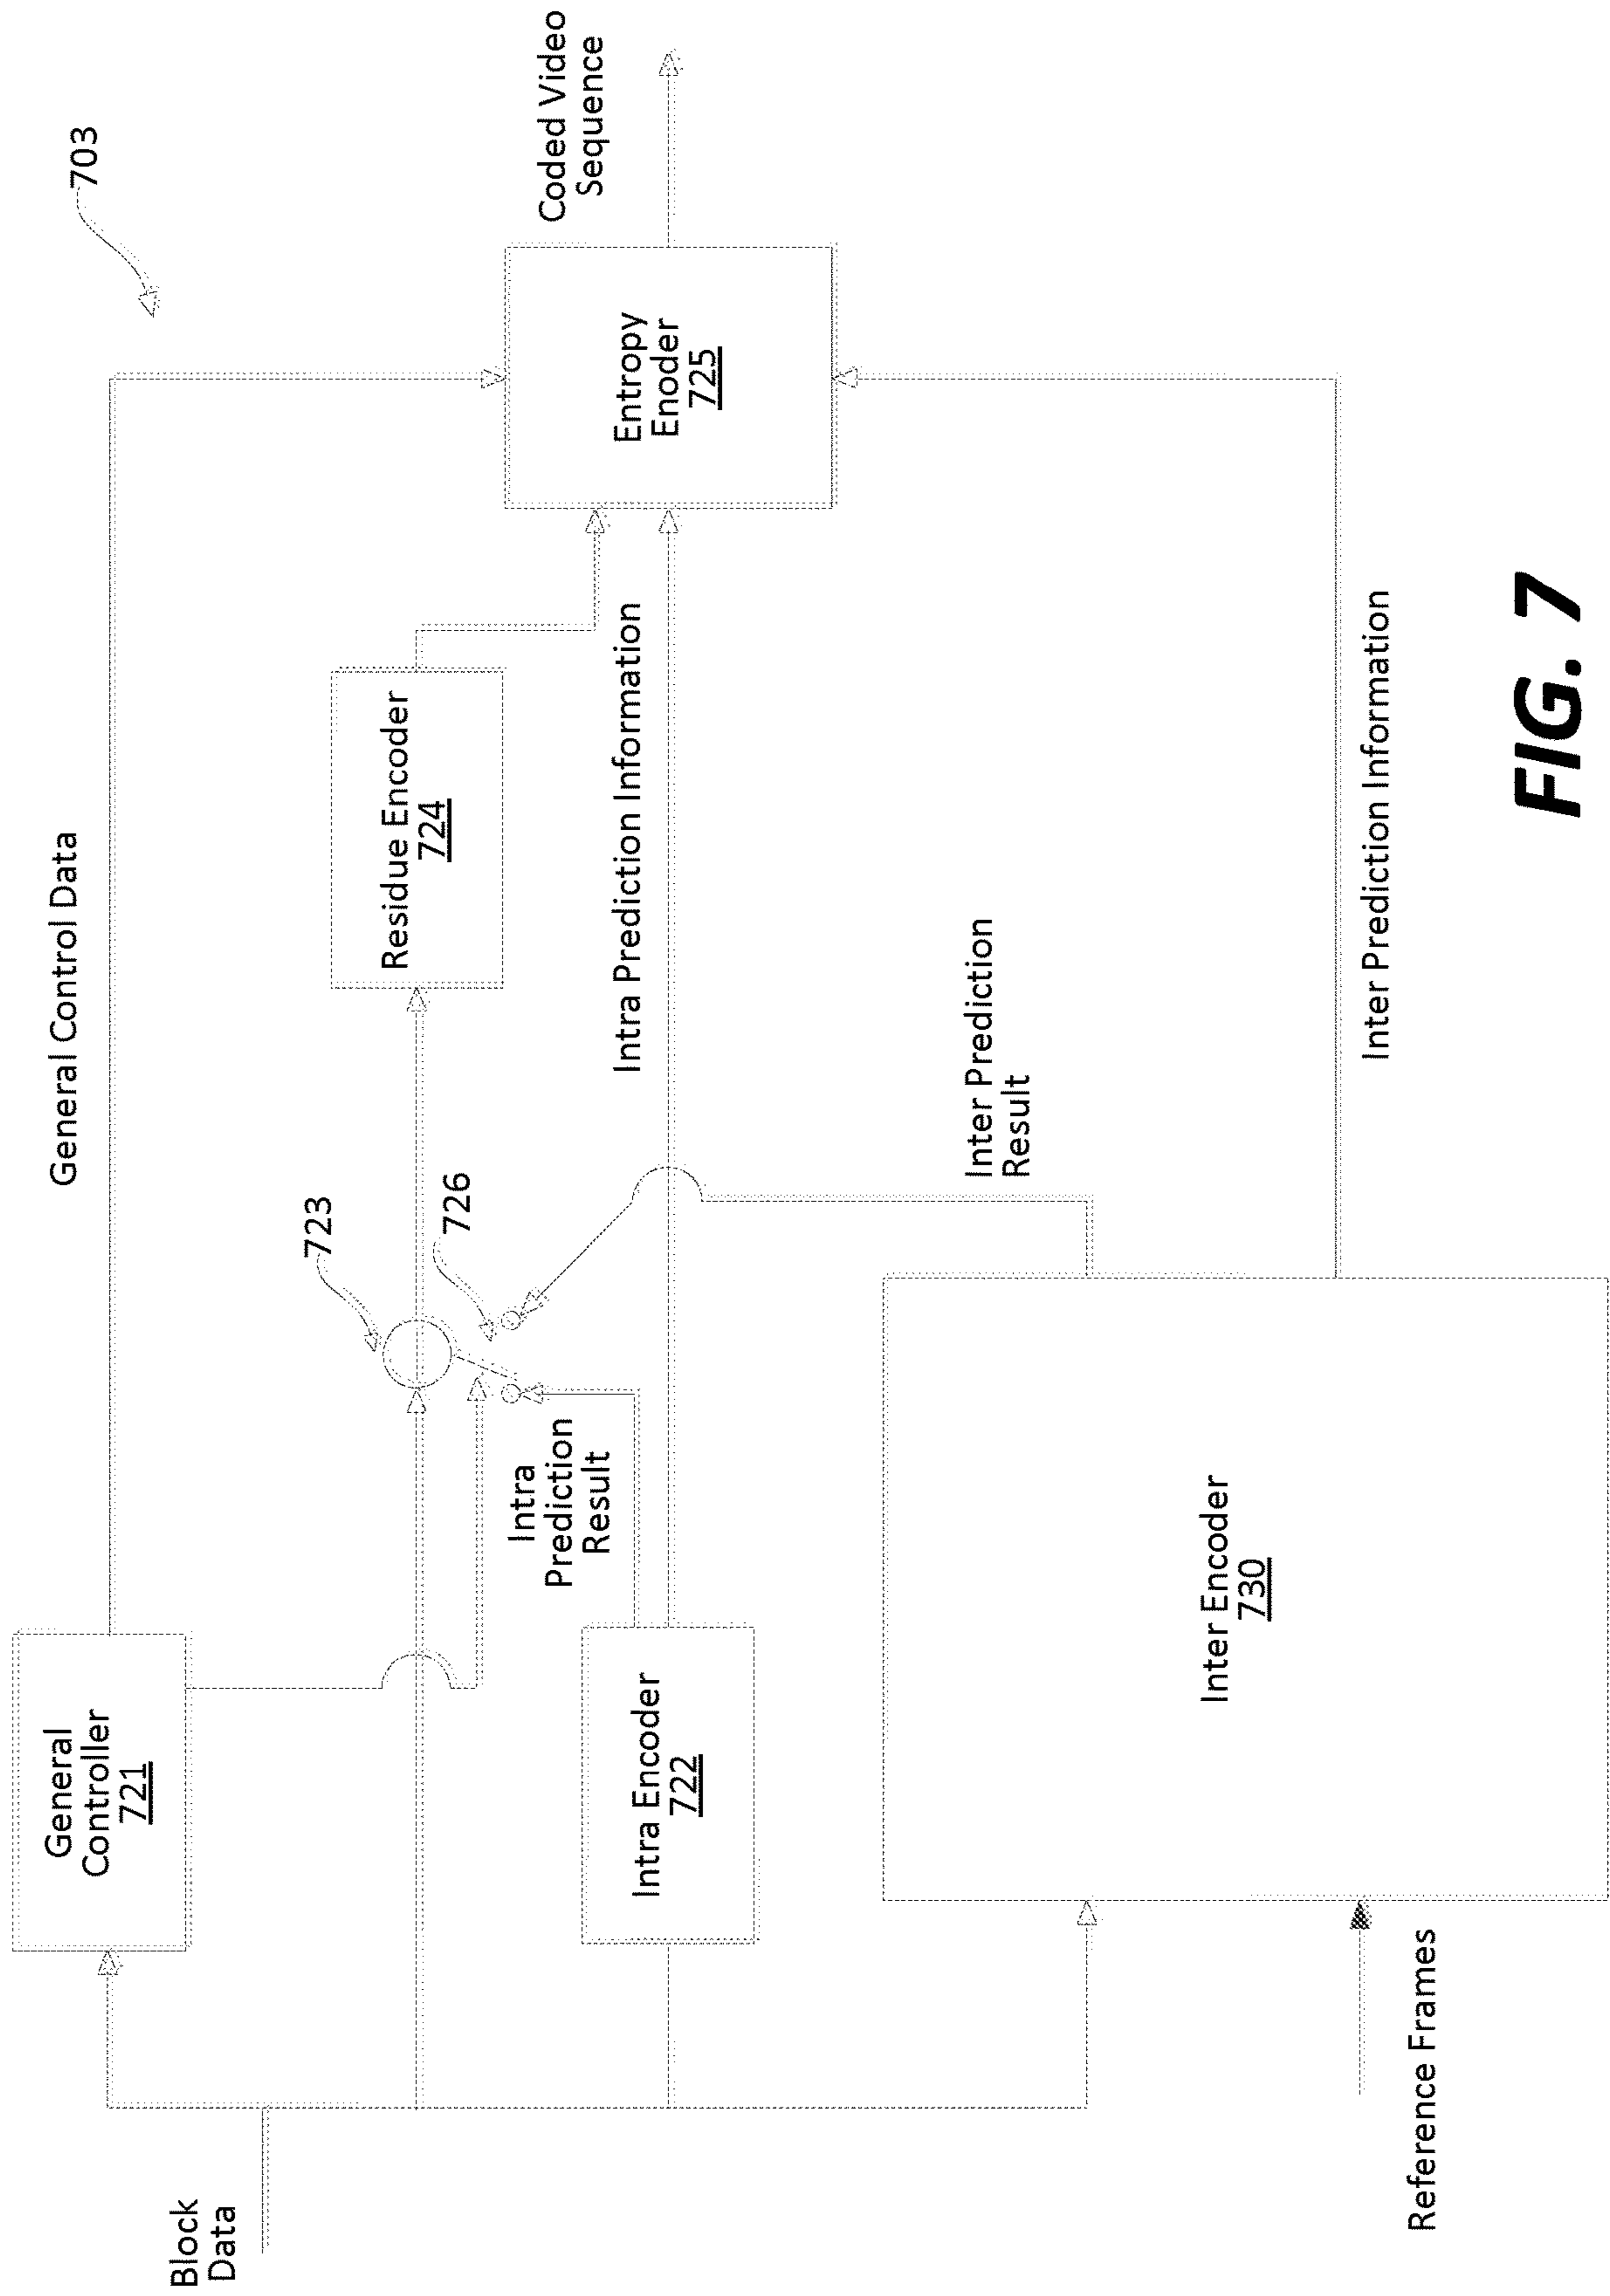 703
General Control Data
General
Controller
721
Block
Data
723
726
Residue Encoder
724
Coded Video
Sequence
Entropy
Enoder
725
Intra
Prediction
Result
Intra Prediction Information
Intra Encoder
722
Inter Prediction
Result
Inter Encoder
730
Inter Prediction Information
Reference Frames
FIG. 7